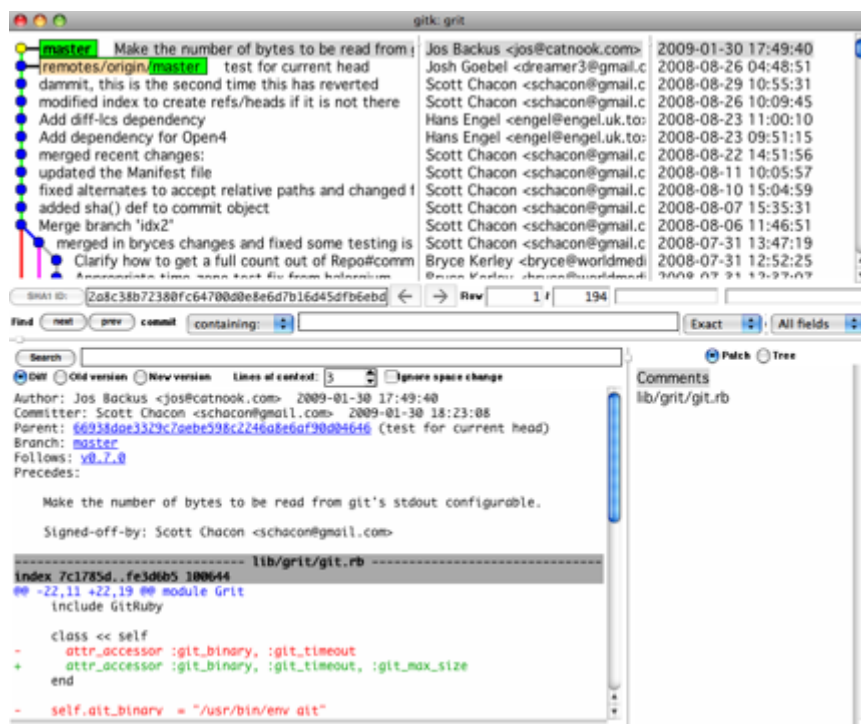 gitk: grit
master Make the number of bytes to be read from Jos Backus <jos@catnook.com> 2009-01-30 17:49:40
remotes/origin/master test for current head Josh Goebel <dreamer3@gmail.c 2008-08-26 04:48:51
dammit, this is the second time this has reverted Scott Chacon <schacon@gmail.c 2008-08-29 10:55:31
modified index to create refs/heads if it is not there Scott Chacon <schacon@gmail.c 2008-08-26 10:09:45
Add diff-lcs dependency Hans Engel <engel@engel.uk.to> 2008-08-23 11:00:10
Add dependency for Open4 Hans Engel <engel@engel.uk.to> 2008-08-23 09:51:15
merged recent changes: Scott Chacon <schacon@gmail.c 2008-08-22 14:51:56
updated the Manifest file Scott Chacon <schacon@gmail.c 2008-08-11 10:05:57
fixed alternates to accept relative paths and changed f Scott Chacon <schacon@gmail.c 2008-08-10 15:04:59
added sha() def to commit object Scott Chacon <schacon@gmail.c 2008-08-07 15:35:31
Merge branch 'idx2' Scott Chacon <schacon@gmail.c 2008-08-06 11:46:51
merged in bryces changes and fixed some testing is Scott Chacon <schacon@gmail.c 2008-07-31 13:47:19
Clarify how to get a full count out of Repo#comm Bryce Kerley <bryce@worldmedi 2008-07-31 12:52:25
Appropriate time-zone test fix from halorgium Bryce Kerley <bryce@worldmedi 2008-07-31 12:27:07
SHA1 ID: 2a8c38b72380fc64700d0e8e6d7b16d45dfb6ebd ← → Row 1 / 194
Find next prev commit containing: Exact All fields
Search Patch Tree
Diff Old version New version Lines of context: 3 Ignore space change Comments
lib/grit/git.rb
Author: Jos Backus <jos@catnook.com> 2009-01-30 17:49:40
Committer: Scott Chacon <schacon@gmail.com> 2009-01-30 18:23:08
Parent: 66938dae3329c7aebe598c2246a8e6af90d04646 (test for current head)
Branch: master
Follows: v0.7.0
Precedes:
Make the number of bytes to be read from git's stdout configurable.
Signed-off-by: Scott Chacon <schacon@gmail.com>
---------------------------- lib/grit/git.rb ----------------------------
index 7c1785d..fe3d6b5 100644
@@ -22,11 +22,19 @@ module Grit
include GitRuby
class << self
- attr_accessor :git_binary, :git_timeout
+ attr_accessor :git_binary, :git_timeout, :git_max_size
end
- self.git_binary = "/usr/bin/env git"